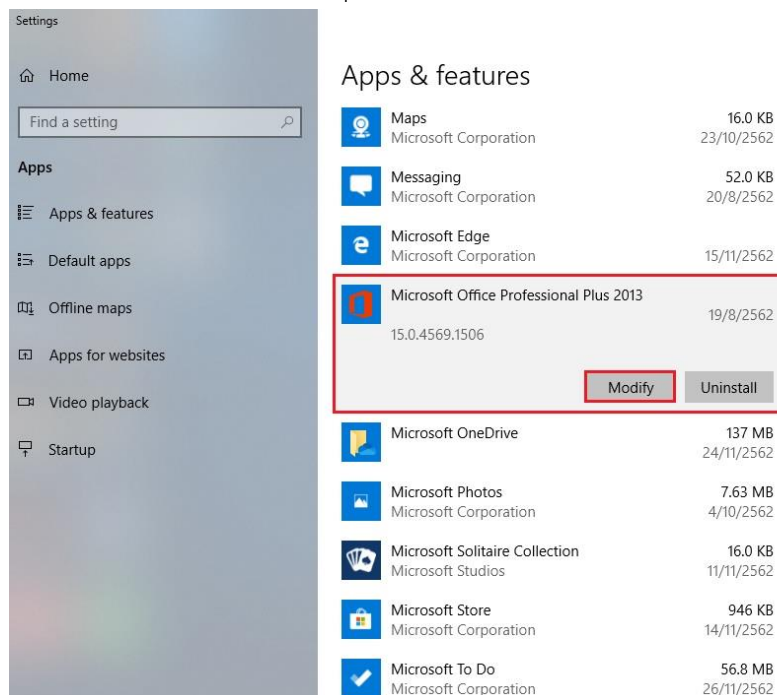 Settings
Home
Find a setting
Apps
Apps & features
Default apps
Offline maps
Apps for websites
Video playback
Startup
Apps & features
Maps 16.0 KB
Microsoft Corporation 23/10/2562
Messaging 52.0 KB
Microsoft Corporation 20/8/2562
Microsoft Edge
Microsoft Corporation 15/11/2562
Microsoft Office Professional Plus 2013
19/8/2562
15.0.4569.1506
Modify Uninstall
Microsoft OneDrive 137 MB
24/11/2562
Microsoft Photos 7.63 MB
Microsoft Corporation 4/10/2562
Microsoft Solitaire Collection 16.0 KB
Microsoft Studios 11/11/2562
Microsoft Store 946 KB
Microsoft Corporation 14/11/2562
Microsoft To Do 56.8 MB
Microsoft Corporation 26/11/2562